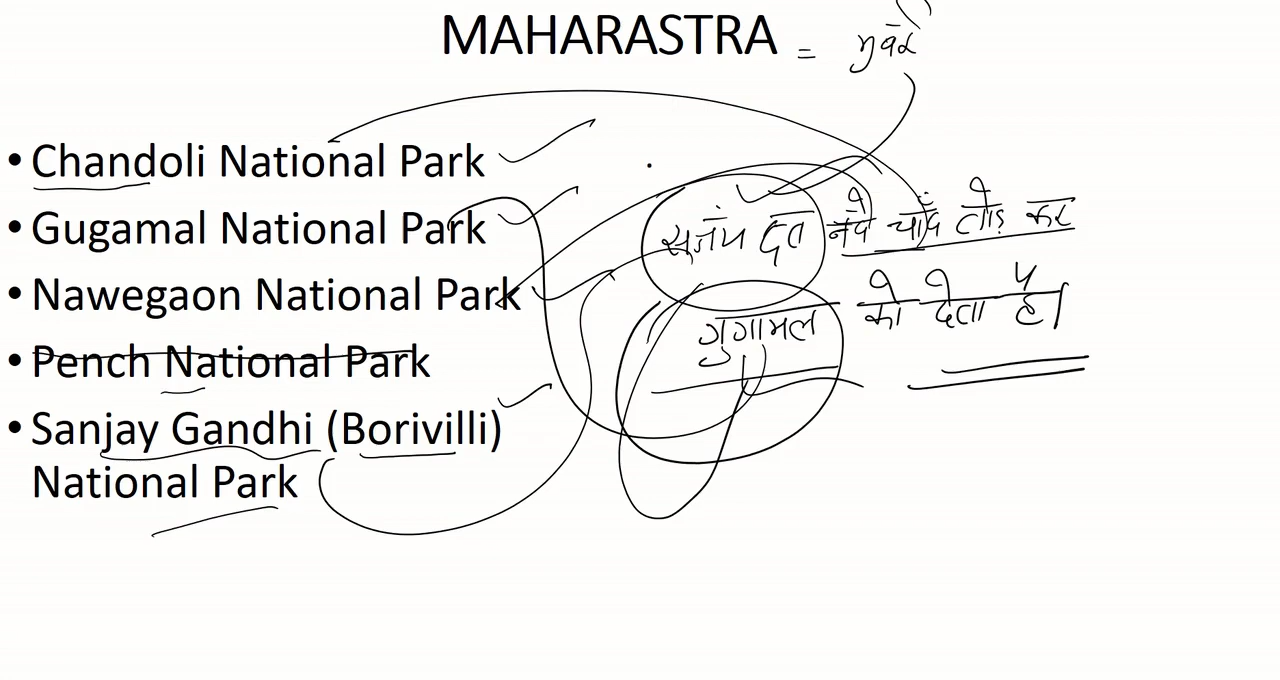 MAHARASTRA = मुंबई
• Chandoli National Park
• Gugamal National Park
• Nawegaon National Park
• Pench National Park
• Sanjay Gandhi (Borivilli)
National Park
संजय दत्त ने चांद तोड़ कर
गुगामल को देता है।